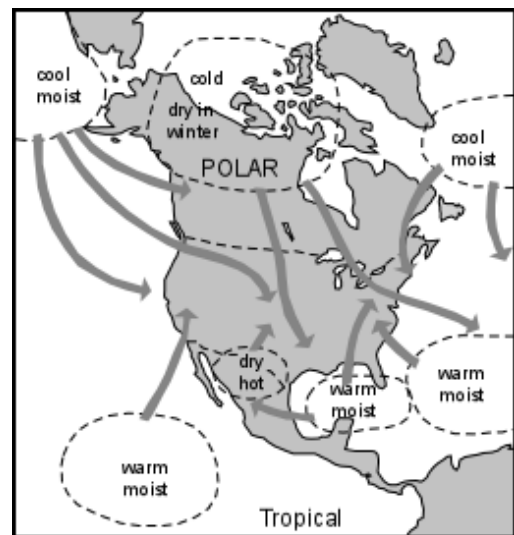 cool
moist
cold
dry in
winter
POLAR
cool
moist
dry
hot
warm
moist
warm
moist
warm
moist
Tropical